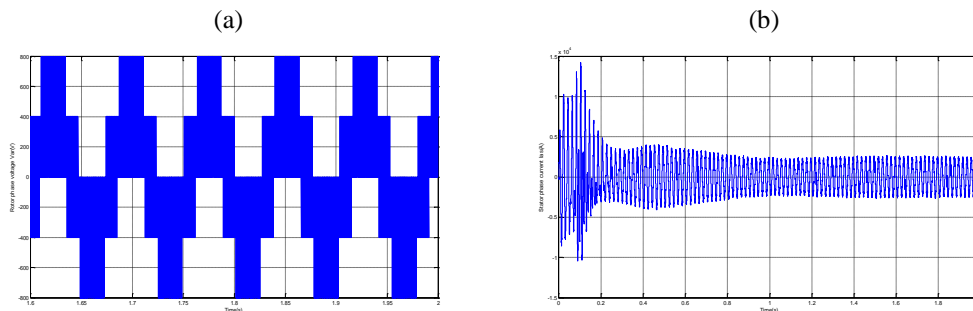 (a) (b)
x 10⁴
800
600
400
200
0
-200
-400
-600
-800
Rotor phase voltage Var(V)
1.6 1.65 1.7 1.75 1.8 1.85 1.9 1.95 2
Time(s)
1.5
1
0.5
0
-0.5
-1
-1.5
Stator phase current Ias(A)
0 0.2 0.4 0.6 0.8 1 1.2 1.4 1.6 1.8
Time(s)